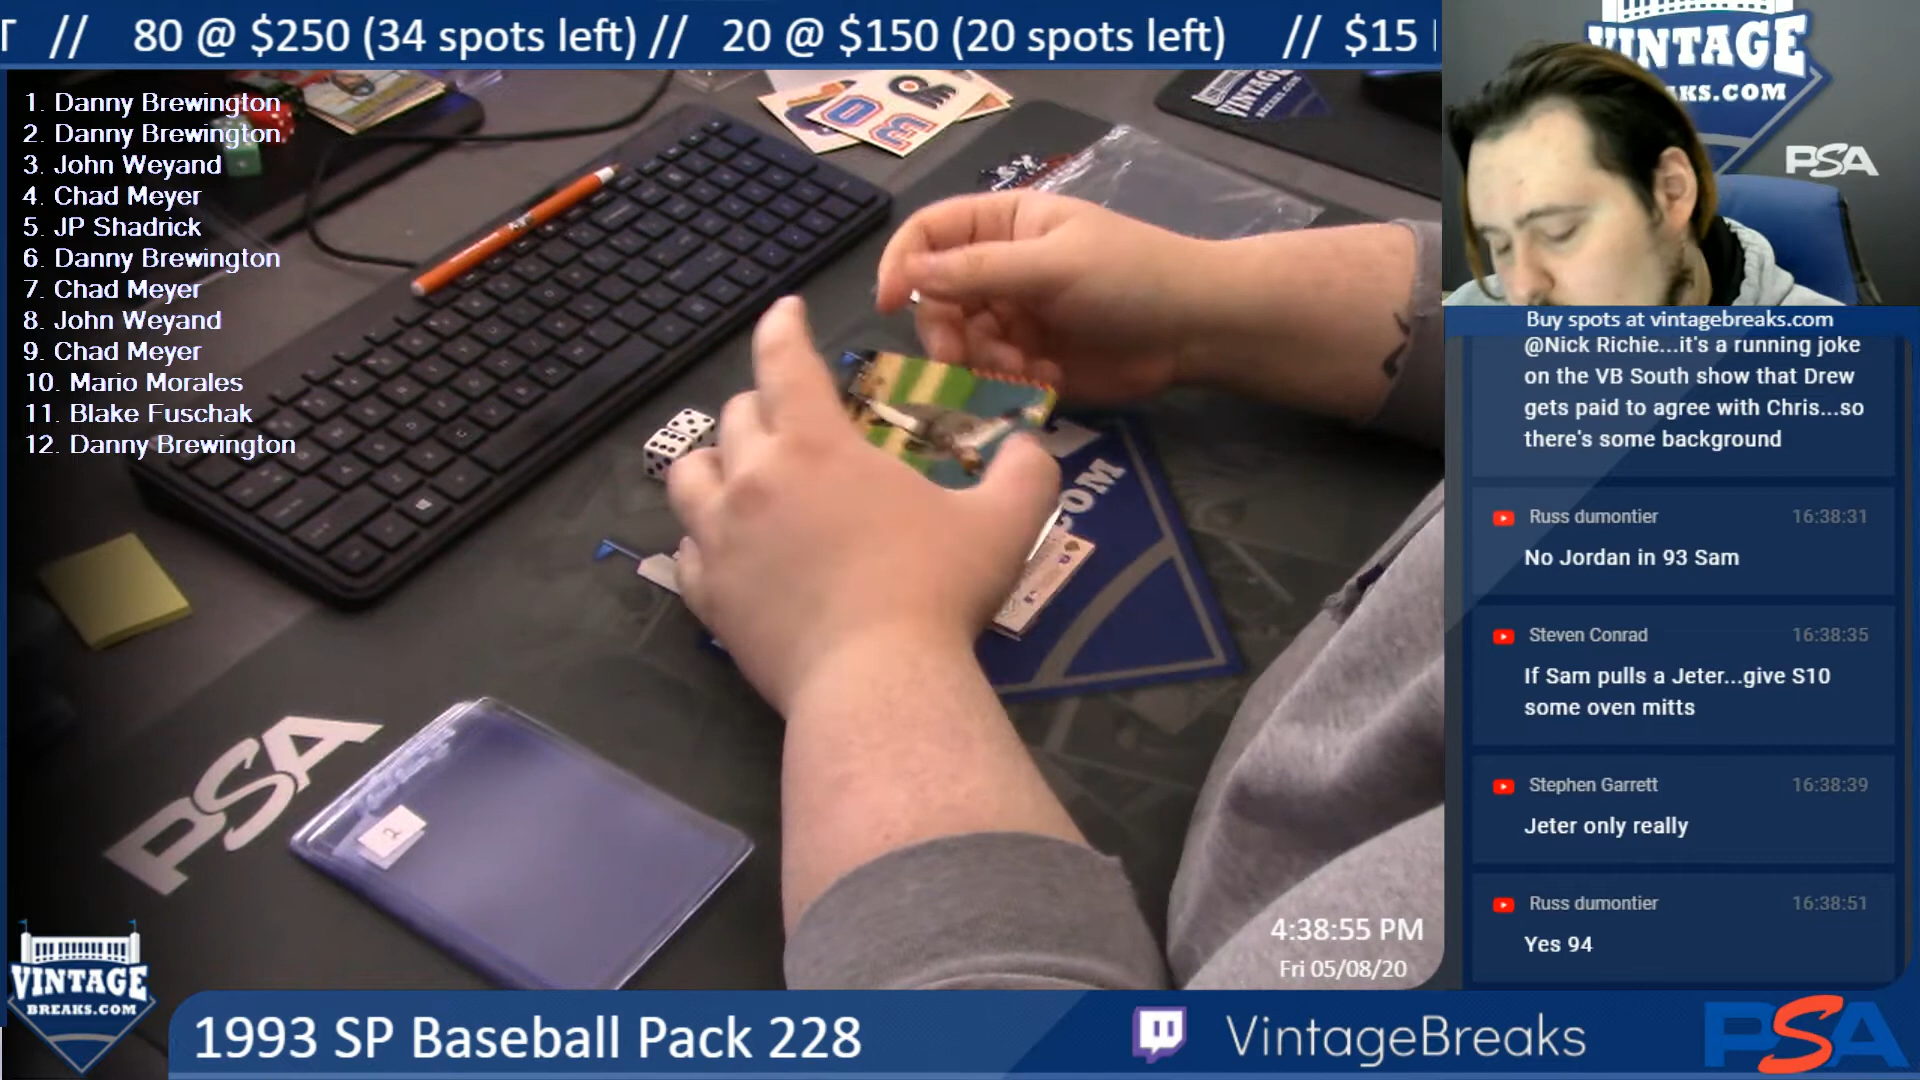 T // 80 @ $250 (34 spots left) // 20 @ $150 (20 spots left) // $15
1. Danny Brewington
2. Danny Brewington
3. John Weyand
4. Chad Meyer
5. JP Shadrick
6. Danny Brewington
7. Chad Meyer
8. John Weyand
9. Chad Meyer
10. Mario Morales
11. Blake Fuschak
12. Danny Brewington
VINTAGE
VINTAGE
KS.COM
PSA
.COM
PSA
2
Buy spots at vintagebreaks.com
@Nick Richie...it's a running joke
on the VB South show that Drew
gets paid to agree with Chris...so
there's some background
Russ dumontier 16:38:31
No Jordan in 93 Sam
Steven Conrad 16:38:35
If Sam pulls a Jeter...give S10
some oven mitts
Stephen Garrett 16:38:39
Jeter only really
Russ dumontier 16:38:51
Yes 94
4:38:55 PM
Fri 05/08/20
VINTAGE
BREAKS.COM
1993 SP Baseball Pack 228
VintageBreaks
PSA